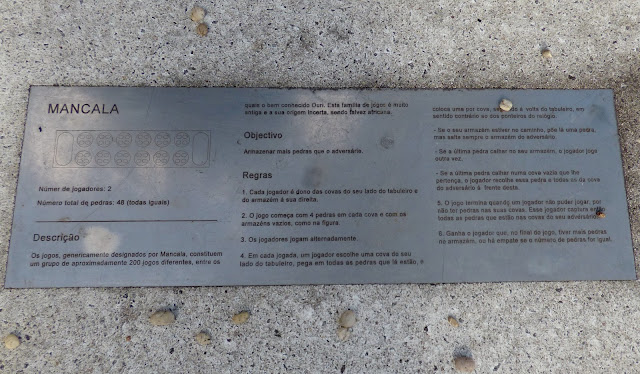 MANCALA
Númer de jogadores: 2
Número total de pedras: 48 (todas iguais)
Descrição
Os jogos, genericamente designados por Mancala, constituem
um grupo de aproximadamente 200 jogos diferentes, entre os
quais o bem conhecido Ouri. Esta família de jogos é muito
antiga e a sua origem incerta, sendo talvez africana.
Objectivo
Armazenar mais pedras que o adversário.
Regras
1. Cada jogador é dono das covas do seu lado do tabuleiro e
do armazém à sua direita.
2. O jogo começa com 4 pedras em cada cova e com os
armazéns vazios, como na figura.
3. Os jogadores jogam alternadamente.
4. Em cada jogada, um jogador escolhe uma cova do seu
lado do tabuleiro, pega em todas as pedras que lá estão, e
coloca uma por cova, à volta do tabuleiro, em
sentido contrário ao dos ponteiros do relógio.
- Se o seu armazém estiver no caminho, põe lá uma pedra,
mas salta sempre o armazém do adversário.
- Se a última pedra calhar no seu armazém, o jogador joga
outra vez.
- Se a última pedra calhar numa cova vazia que lhe
pertença, o jogador recolhe essa pedra e todas as da cova
do adversário à frente desta.
5. O jogo termina quando um jogador não puder jogar, por
não ter pedras nas suas covas. Esse jogador captura então
todas as pedras que estão nas covas do seu adversário.
6. Ganha o jogador que, no final do jogo, tiver mais pedras
no armazém, ou há empate se o número de pedras for igual.